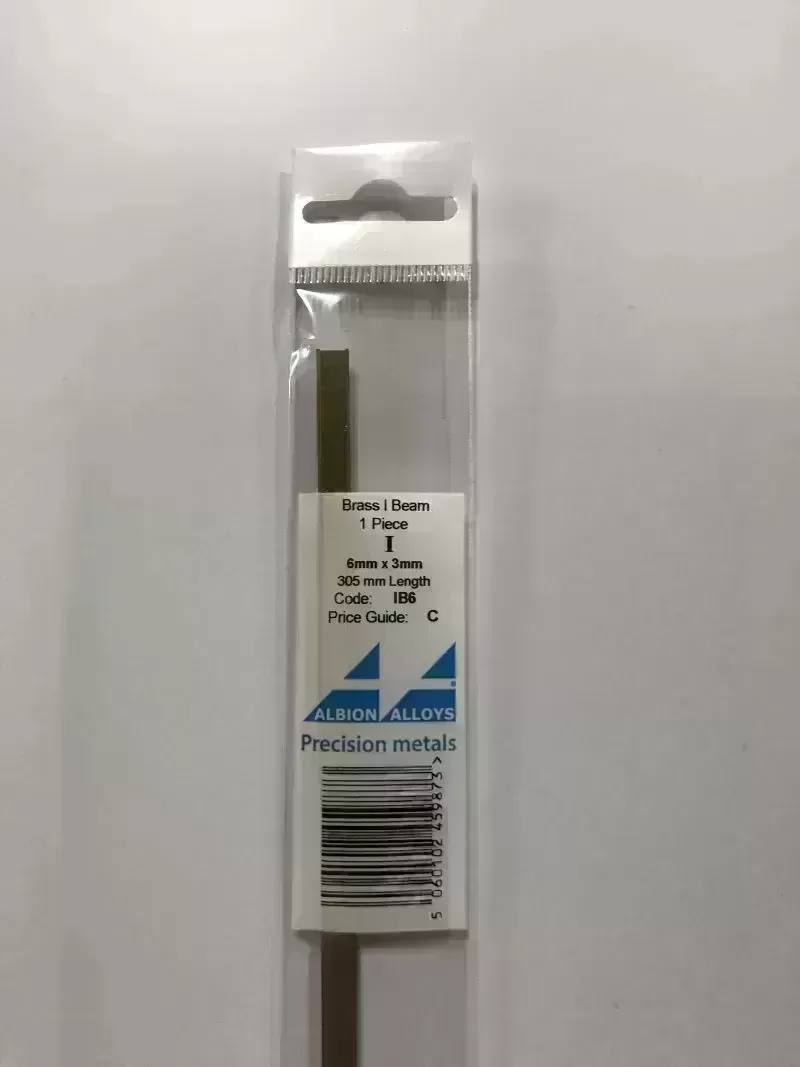 Brass I Beam
1 Piece
I
6mm x 3mm
305 mm Length
Code: IB6
Price Guide: C
ALBION ALLOYS
Precision metals
5 060102 459873 >